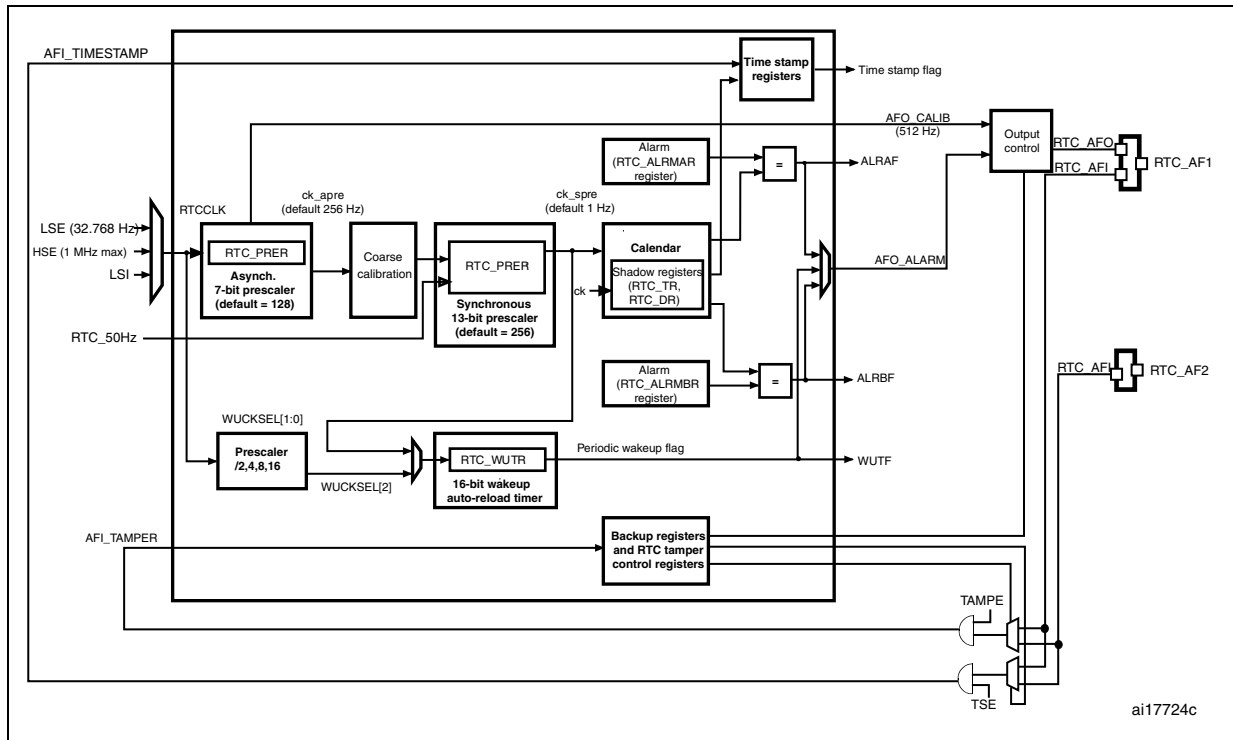 AFI_TIMESTAMP
Time stamp
registers
Time stamp flag
AFO_CALIB
(512 Hz)
Output
control
RTC_AFO
RTC_AFI
RTC_AF1
Alarm
(RTC_ALRMAR
register)
=
ALRAF
ck_apre
(default 256 Hz)
ck_spre
(default 1 Hz)
RTCCLK
LSE (32.768 Hz)
HSE (1 MHz max)
LSI
RTC_PRER
Asynch.
7-bit prescaler
(default = 128)
Coarse
calibration
RTC_PRER
Synchronous
13-bit prescaler
(default = 256)
Calendar
ck
Shadow registers
(RTC_TR,
RTC_DR)
AFO_ALARM
RTC_50Hz
Alarm
(RTC_ALRMBR
register)
=
ALRBF
RTC_AFI
RTC_AF2
WUCKSEL[1:0]
Prescaler
/2,4,8,16
WUCKSEL[2]
RTC_WUTR
16-bit wakeup
auto-reload timer
Periodic wakeup flag
WUTF
AFI_TAMPER
Backup registers
and RTC tamper
control registers
TAMPE
TSE
ai17724c